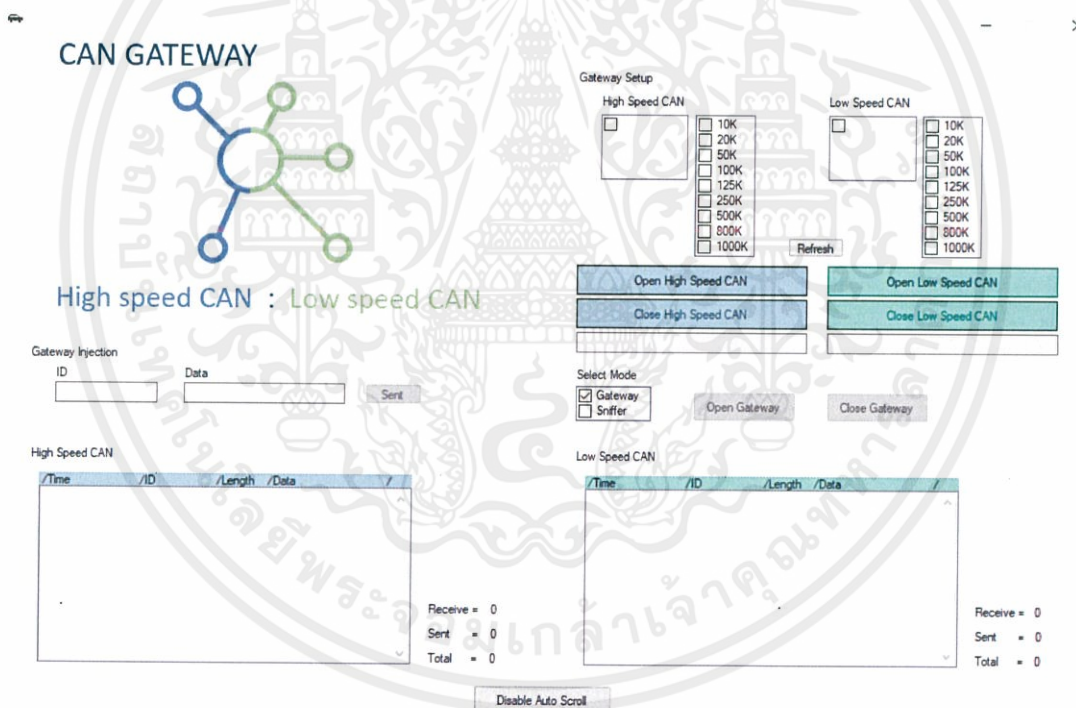 CAN GATEWAY
High speed CAN : Low speed CAN
Gateway Setup
High Speed CAN
10K
20K
50K
100K
125K
250K
500K
800K
1000K
Refresh
Low Speed CAN
10K
20K
50K
100K
125K
250K
500K
800K
1000K
Open High Speed CAN
Open Low Speed CAN
Close High Speed CAN
Close Low Speed CAN
Gateway Injection
ID
Data
Sent
Select Mode
Gateway
Sniffer
Open Gateway
Close Gateway
High Speed CAN
/Time /ID /Length /Data /
Receive = 0
Sent = 0
Total = 0
Low Speed CAN
/Time /ID /Length /Data /
Receive = 0
Sent = 0
Total = 0
Disable Auto Scroll